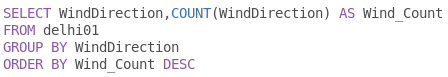 SELECT WindDirection,COUNT(WindDirection) AS Wind_Count
FROM delhi01
GROUP BY WindDirection
ORDER BY Wind_Count DESC